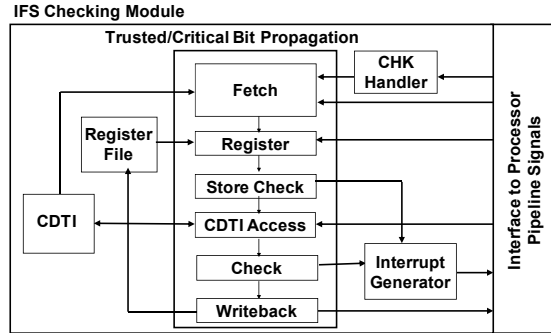 IFS Checking Module
Trusted/Critical Bit Propagation
CHK
Handler
Fetch
Register
File
Register
Store Check
CDTI
CDTI Access
Check
Interrupt
Generator
Writeback
Interface to Processor
Pipeline Signals